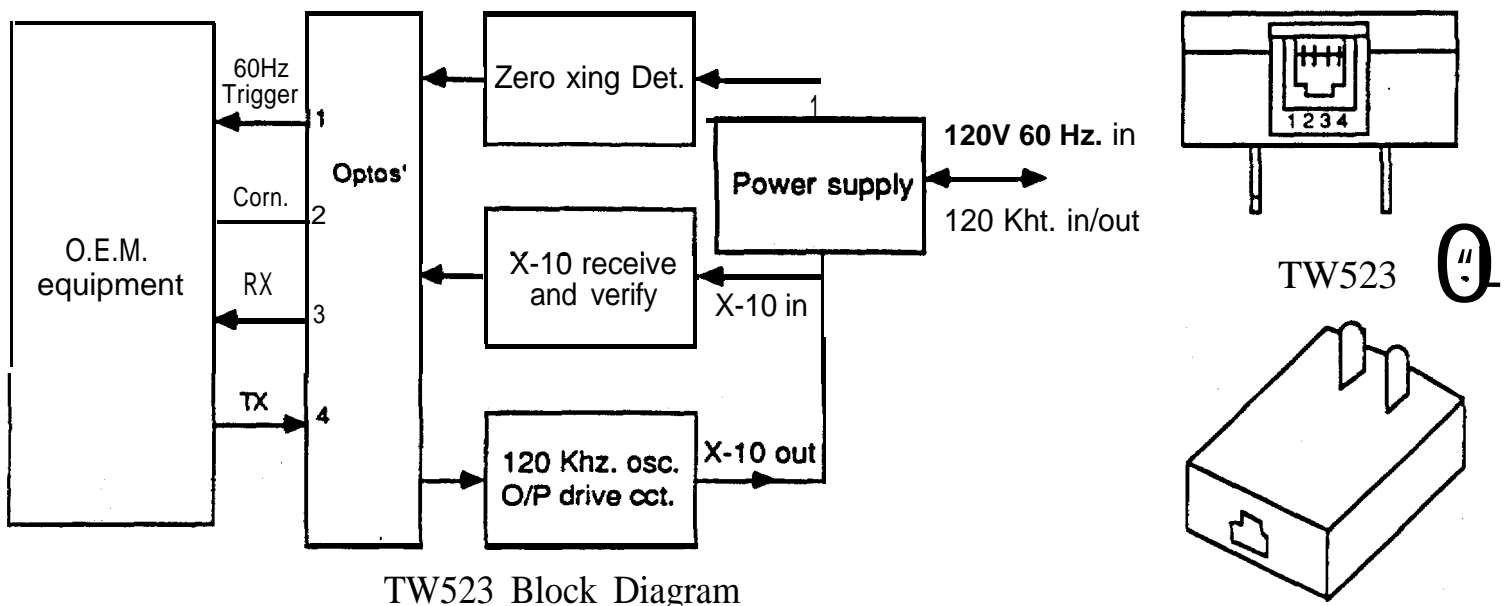 60Hz
Trigger
1
Corn.
2
RX
3
TX
4
O.E.M.
equipment
Optos'
Zero xing Det.
1
X-10 receive
and verify
X-10 in
120 Khz. osc.
O/P drive cct.
X-10 out
Power supply
120V 60 Hz. in
120 Kht. in/out
TW523 Block Diagram
1 2 3 4
TW523